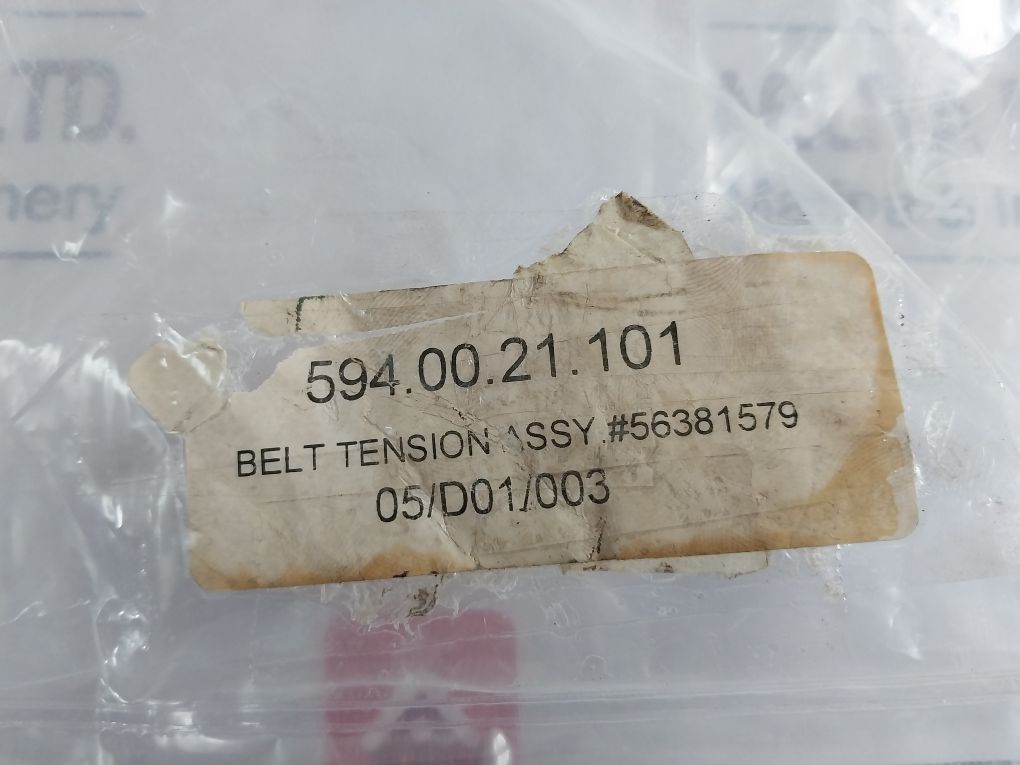 LTD.
594.00.21.101
BELT TENSION ASSY #56381579
05/D01/003